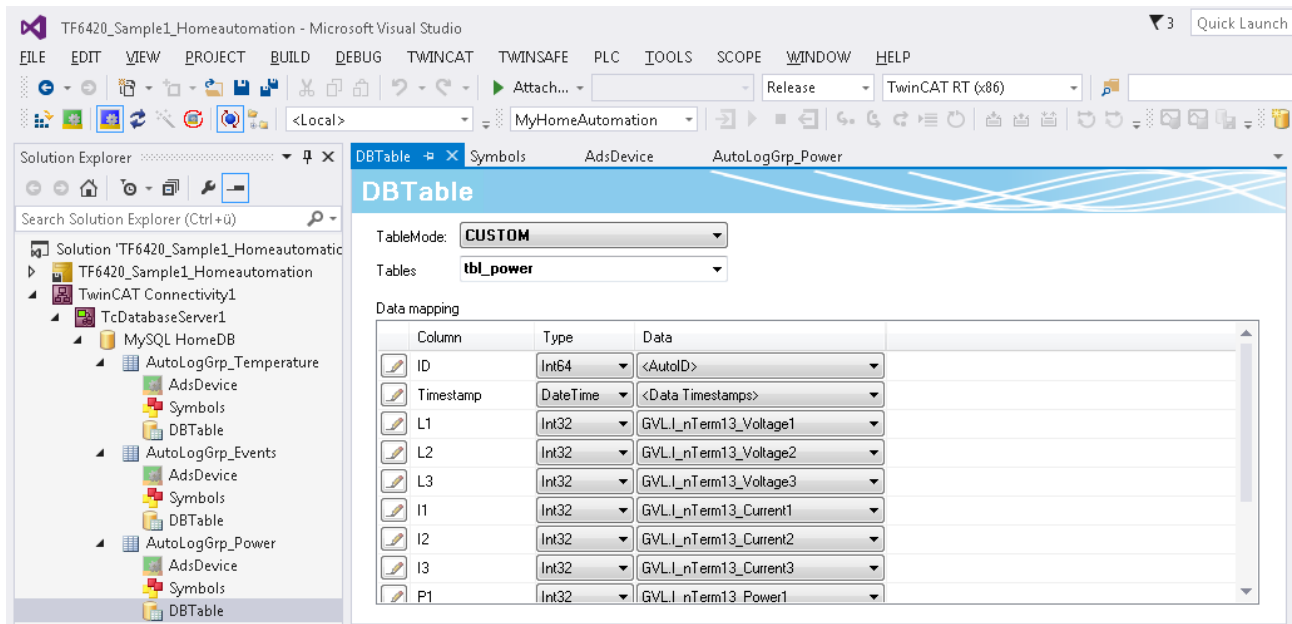 TF6420_Sample1_Homeautomation - Microsoft Visual Studio 3 Quick Launch
FILE EDIT VIEW PROJECT BUILD DEBUG TWINCAT TWINSAFE PLC TOOLS SCOPE WINDOW HELP
Attach... Release TwinCAT RT (x86)
<Local> MyHomeAutomation
Solution Explorer
Search Solution Explorer (Ctrl+ü)
Solution 'TF6420_Sample1_Homeautomatic
TF6420_Sample1_Homeautomation
TwinCAT Connectivity1
TcDatabaseServer1
MySQL HomeDB
AutoLogGrp_Temperature
AdsDevice
Symbols
DBTable
AutoLogGrp_Events
AdsDevice
Symbols
DBTable
AutoLogGrp_Power
AdsDevice
Symbols
DBTable
DBTable Symbols AdsDevice AutoLogGrp_Power
DBTable
TableMode: CUSTOM
Tables tbl_power
Data mapping
Column Type Data
ID Int64 <AutoID>
Timestamp DateTime <Data Timestamps>
L1 Int32 GVL.I_nTerm13_Voltage1
L2 Int32 GVL.I_nTerm13_Voltage2
L3 Int32 GVL.I_nTerm13_Voltage3
I1 Int32 GVL.I_nTerm13_Current1
I2 Int32 GVL.I_nTerm13_Current2
I3 Int32 GVL.I_nTerm13_Current3
P1 Int32 GVL.I_nTerm13_Power1